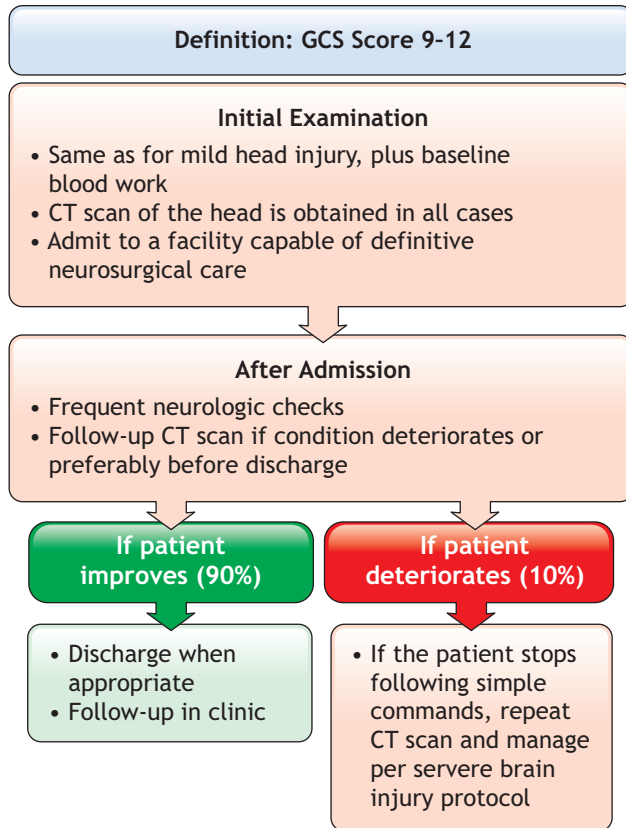 Definition: GCS Score 9–12
Initial Examination
• Same as for mild head injury, plus baseline
blood work
• CT scan of the head is obtained in all cases
• Admit to a facility capable of definitive
neurosurgical care
After Admission
• Frequent neurologic checks
• Follow-up CT scan if condition deteriorates or
preferably before discharge
If patient
improves (90%)
• Discharge when
appropriate
• Follow-up in clinic
If patient
deteriorates (10%)
• If the patient stops
following simple
commands, repeat
CT scan and manage
per servere brain
injury protocol